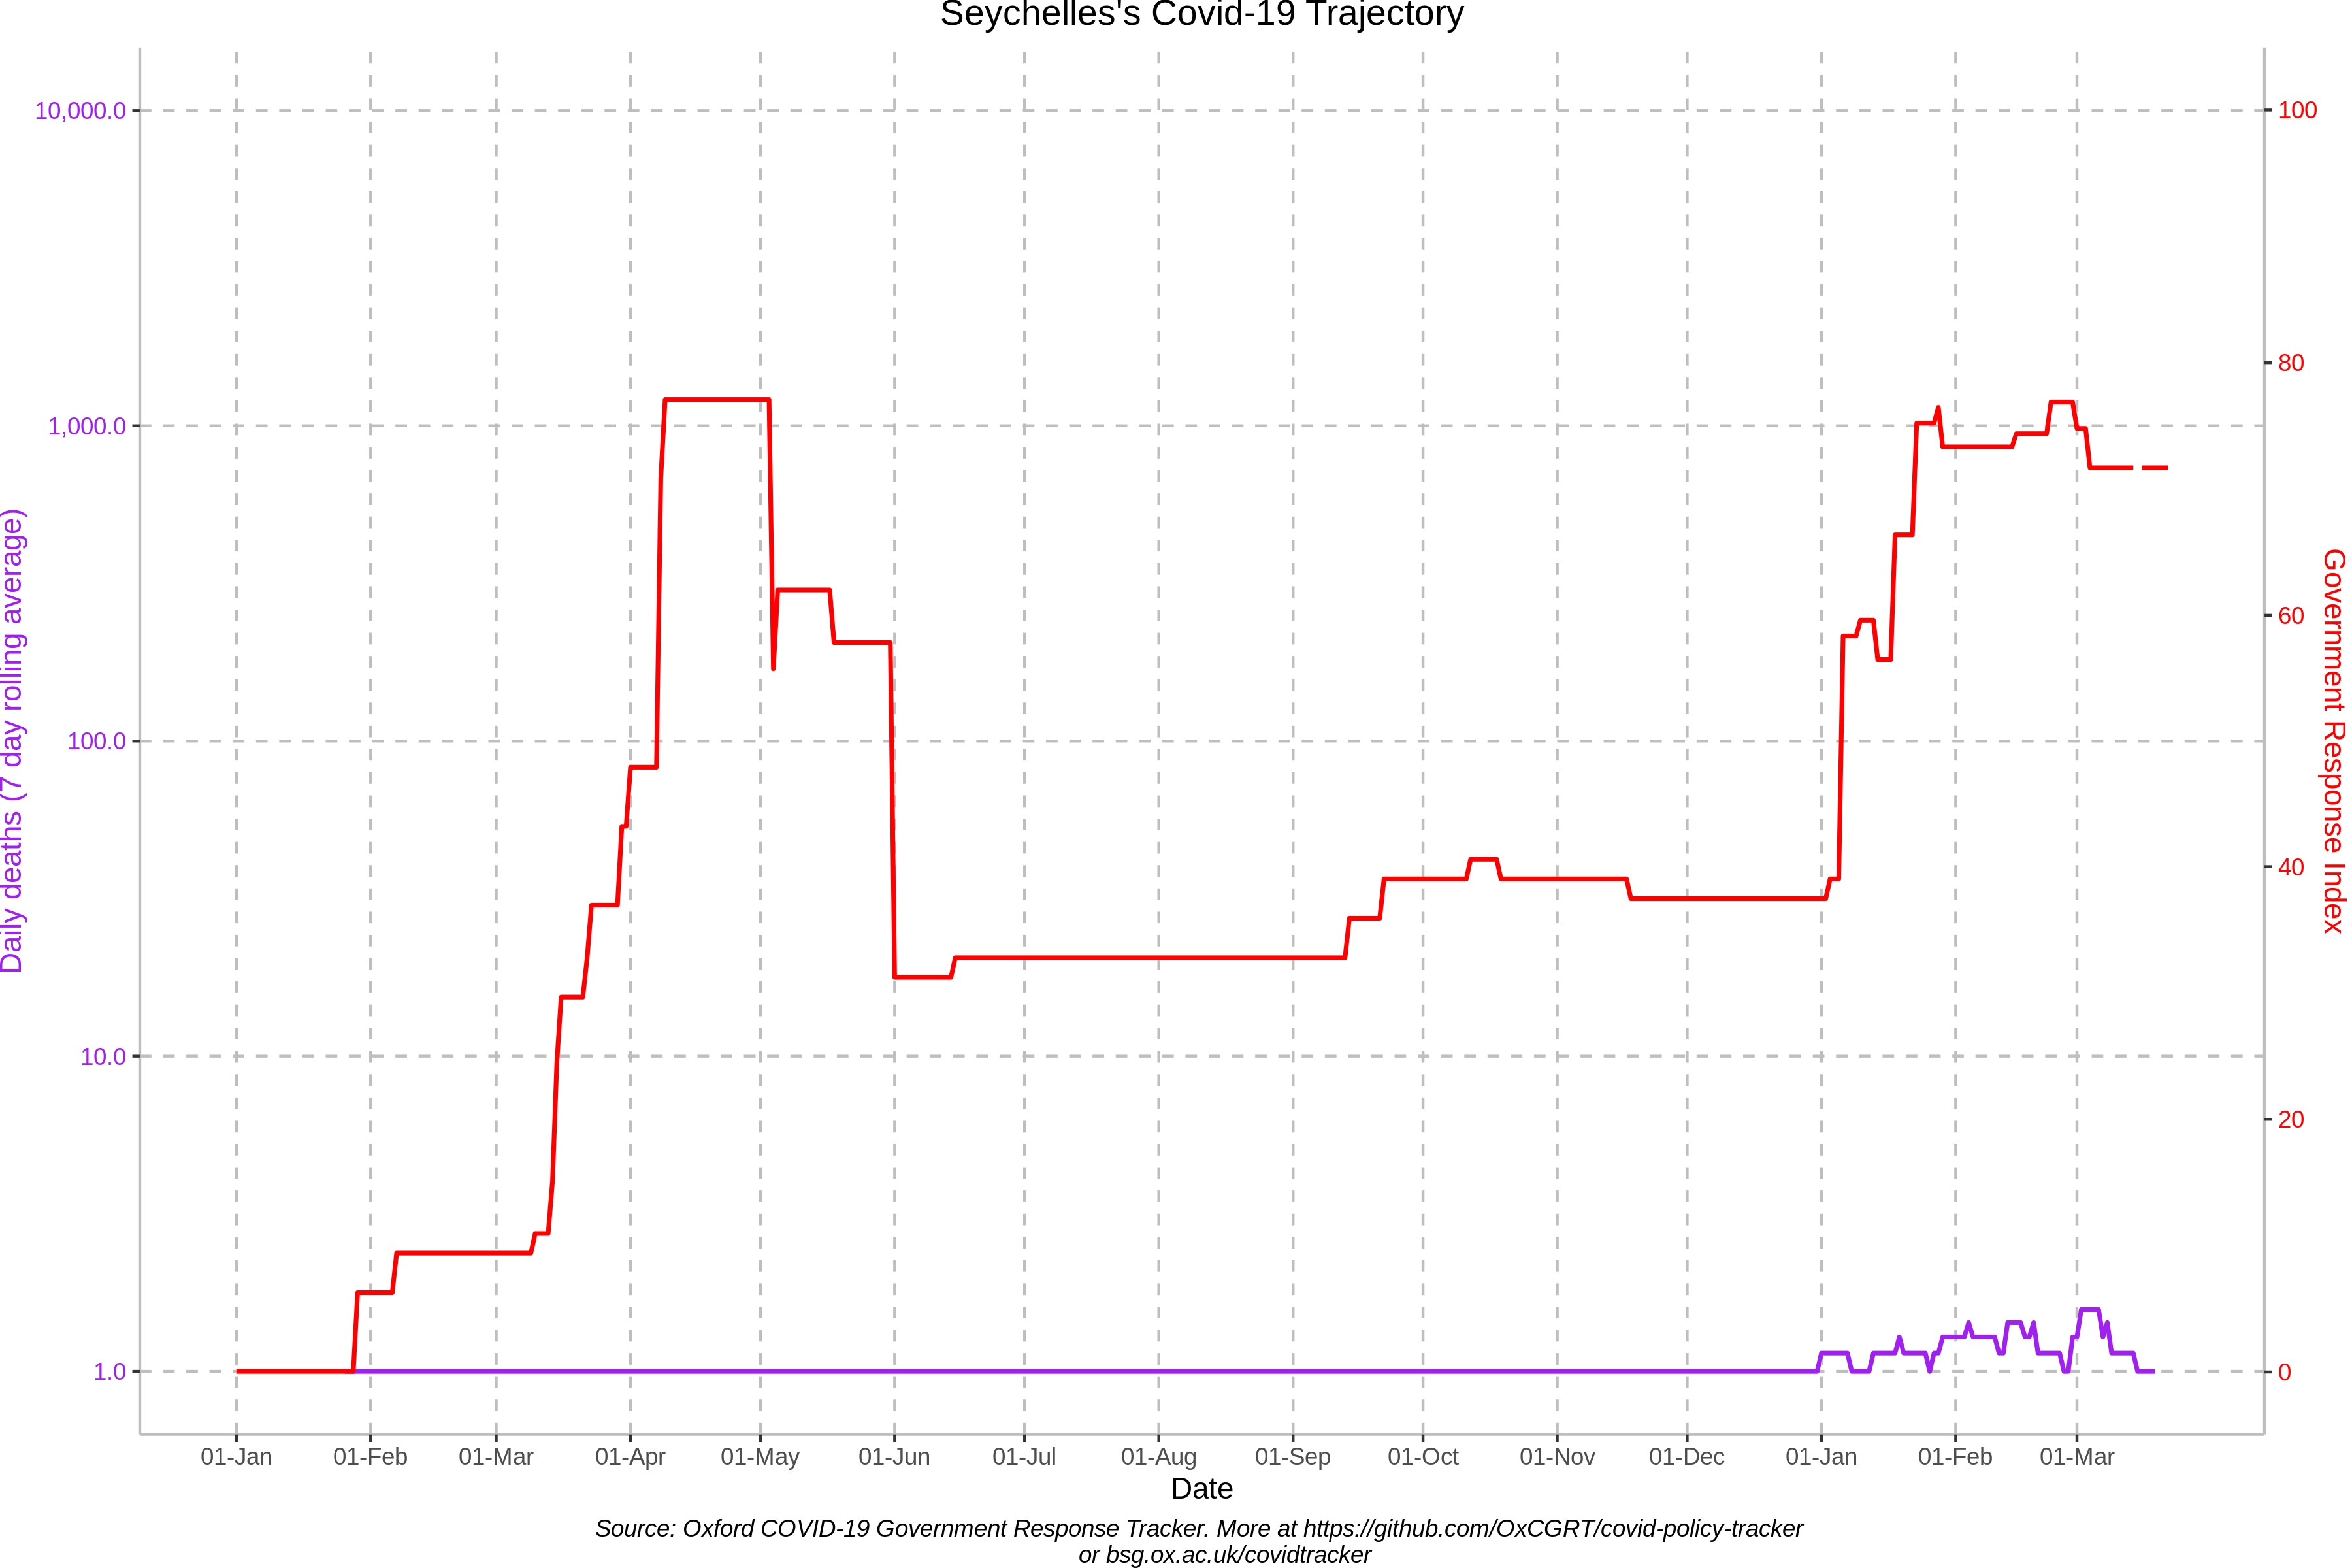 Seychelles's Covid-19 Trajectory
10,000.0
1,000.0
100.0
10.0
1.0
Daily deaths (7 day rolling average)
100
80
60
40
20
0
Government Response Index
01-Jan 01-Feb 01-Mar 01-Apr 01-May 01-Jun 01-Jul 01-Aug 01-Sep 01-Oct 01-Nov 01-Dec 01-Jan 01-Feb 01-Mar
Date
Source: Oxford COVID-19 Government Response Tracker. More at https://github.com/OxCGRT/covid-policy-tracker
or bsg.ox.ac.uk/covidtracker